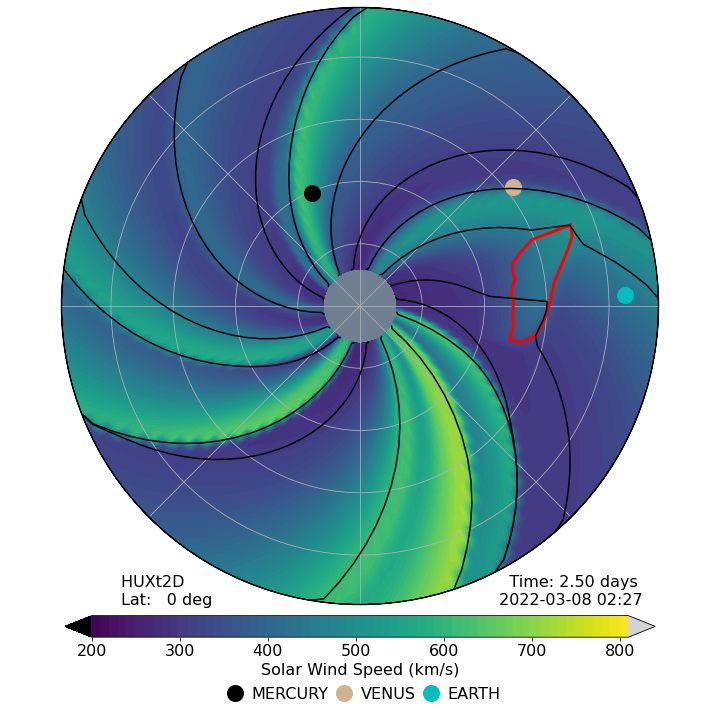 HUXt2D
Lat:   0 deg
Time: 2.50 days
2022-03-08 02:27
200 300 400 500 600 700 800
Solar Wind Speed (km/s)
MERCURY VENUS EARTH